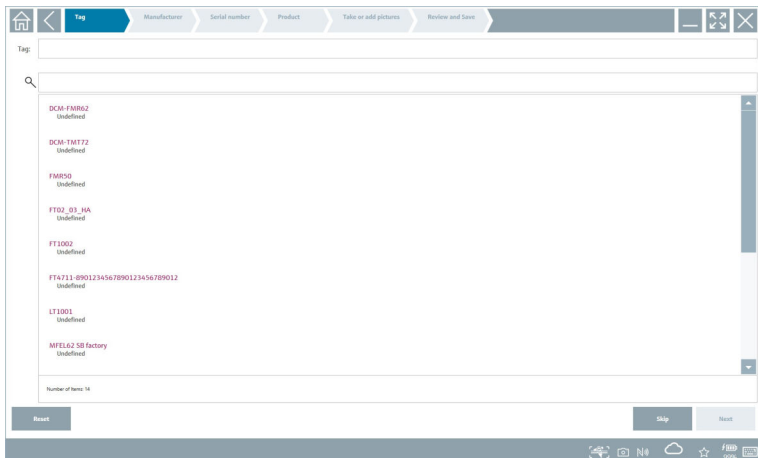 Tag
Manufacturer
Serial number
Product
Take or add pictures
Review and Save
Tag:
DCM-FMR62
Undefined
DCM-TMT72
Undefined
FMR50
Undefined
FT02_03_HA
Undefined
FT1002
Undefined
FT4711-8901234567890123456789012
Undefined
LT1001
Undefined
MFEL62 SB factory
Undefined
Number of Items: 14
Reset
Skip
Next